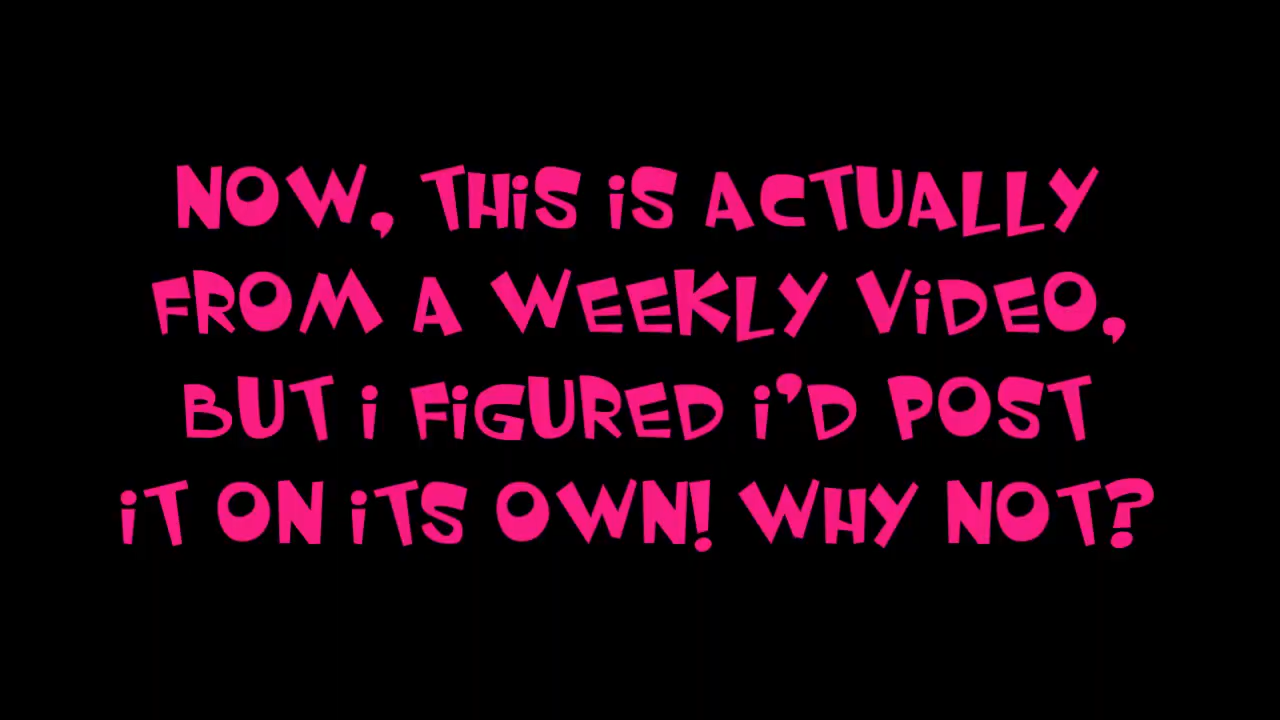 NOW, THiS iS ACTUALLY
FROM A WEEKLY ViDEO,
BUT i FiGURED i'D POST
iT ON iTS OWN! WHY NOT?